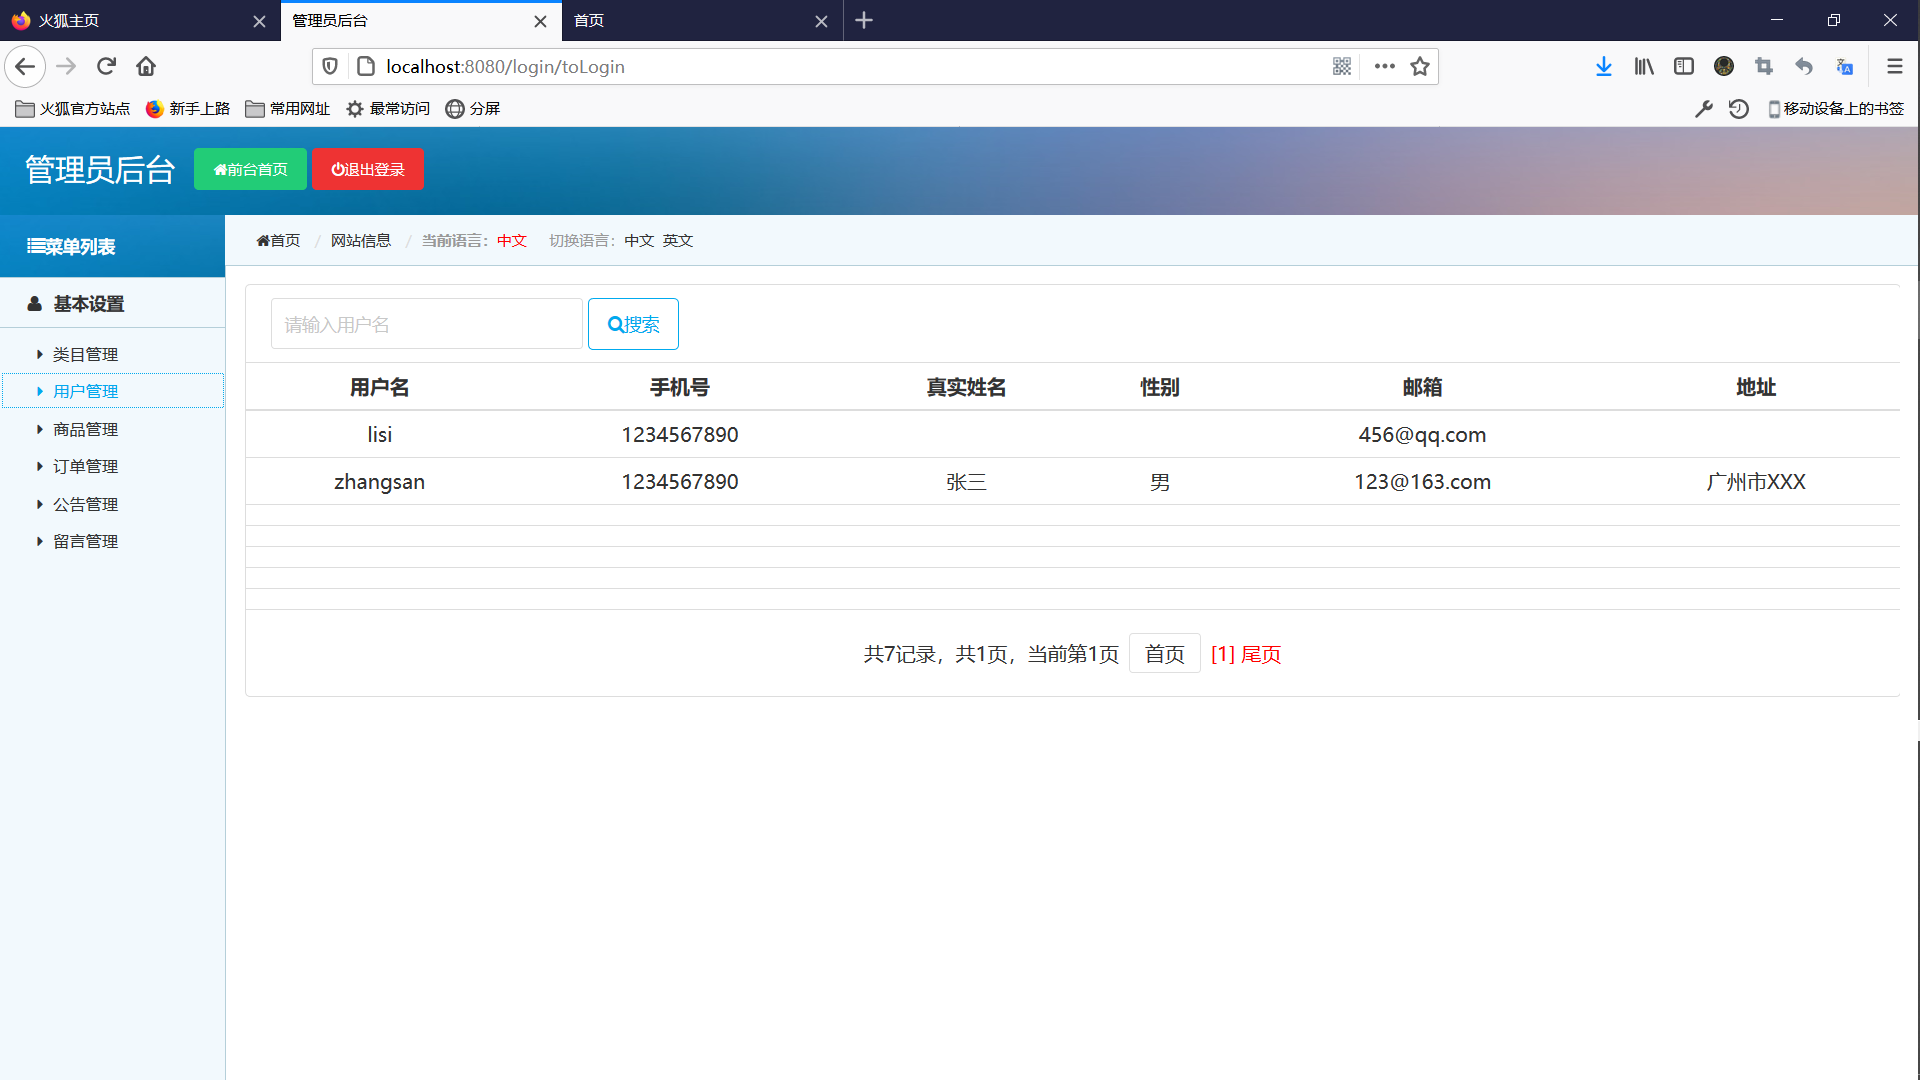 火狐主页 管理员后台 首页
localhost:8080/login/toLogin
火狐官方站点 新手上路 常用网址 最常访问 分屏 移动设备上的书签
管理员后台 前台首页 退出登录
菜单列表 首页 / 网站信息 / 当前语言：中文 切换语言：中文 英文
基本设置
类目管理
用户管理
商品管理
订单管理
公告管理
留言管理
请输入用户名 搜索
用户名 手机号 真实姓名 性别 邮箱 地址
lisi 1234567890 456@qq.com
zhangsan 1234567890 张三 男 123@163.com 广州市XXX
共7记录，共1页，当前第1页 首页 [1] 尾页